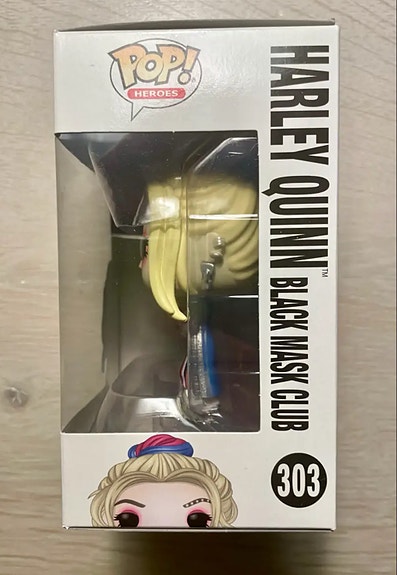 POP!
HEROES
HARLEY QUINN™ BLACK MASK CLUB
303